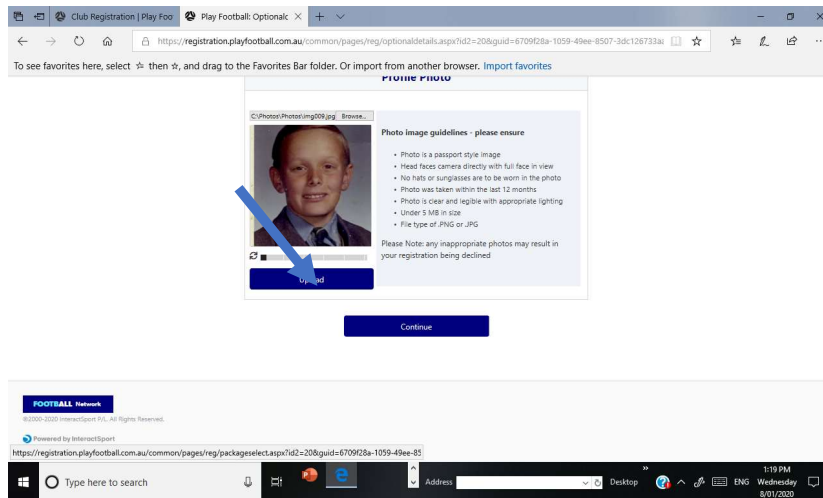 Club Registration | Play Foo
Play Football: Optionalc
https://registration.playfootball.com.au/common/pages/reg/optionaldetails.aspx?id2=20&guid=6709f28a-1059-49ee-8507-3dc126733aa
To see favorites here, select then ☆, and drag to the Favorites Bar folder. Or import from another browser. Import favorites
Profile Photo
C:\Photos\Photos\img009.jpg Browse...
Photo image guidelines - please ensure
• Photo is a passport style image
• Head faces camera directly with full face in view
• No hats or sunglasses are to be worn in the photo
• Photo was taken within the last 12 months
• Photo is clear and legible with appropriate lighting
• Under 5 MB in size
• File type of .PNG or .JPG
Please Note: any inappropriate photos may result in
your registration being declined
Upload
Continue
FOOTBALL Network
©2000-2020 InteractSport P/L. All Rights Reserved.
Powered by InteractSport
https://registration.playfootball.com.au/common/pages/reg/packageselect.aspx?id2=20&guid=6709f28a-1059-49ee-85
Type here to search
Address
Desktop
ENG
1:19 PM
Wednesday
8/01/2020